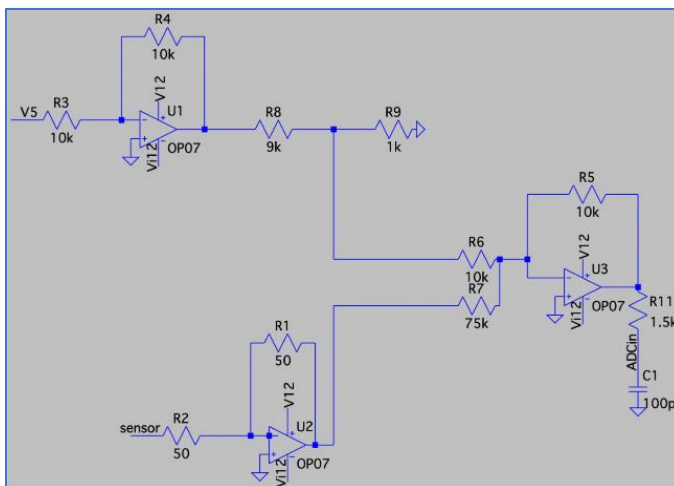 R4
10k
V12
V5
R3
10k
U1
Vi12
OP07
R8
9k
R9
1k
R5
10k
R6
10k
V12
U3
R7
75k
Vi12
OP07
R11
1.5k
ADCin
C1
100p
R1
50
V12
sensor
R2
50
U2
Vi12
OP07